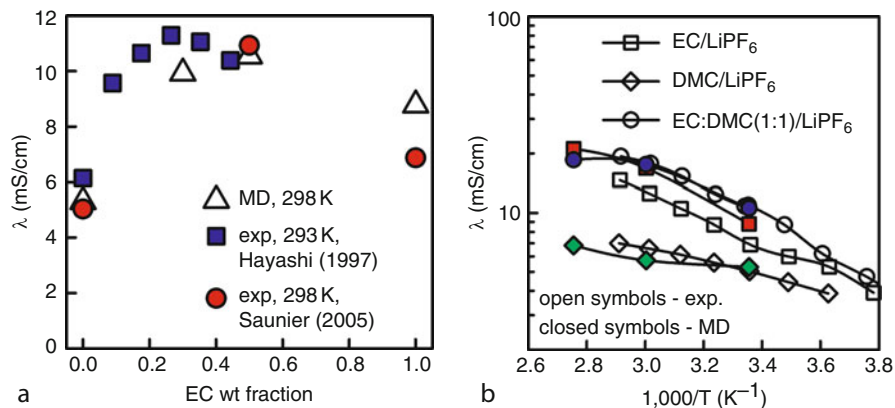 12
10
8
6
4
2
0
λ (mS/cm)
MD, 298 K
exp, 293 K,
Hayashi (1997)
exp, 298 K,
Saunier (2005)
0.0 0.2 0.4 0.6 0.8 1.0
a EC wt fraction
100
10
λ (mS/cm)
EC/LiPF₆
DMC/LiPF₆
EC:DMC(1:1)/LiPF₆
open symbols - exp.
closed symbols - MD
2.6 2.8 3.0 3.2 3.4 3.6 3.8
b 1,000/T (K⁻¹)